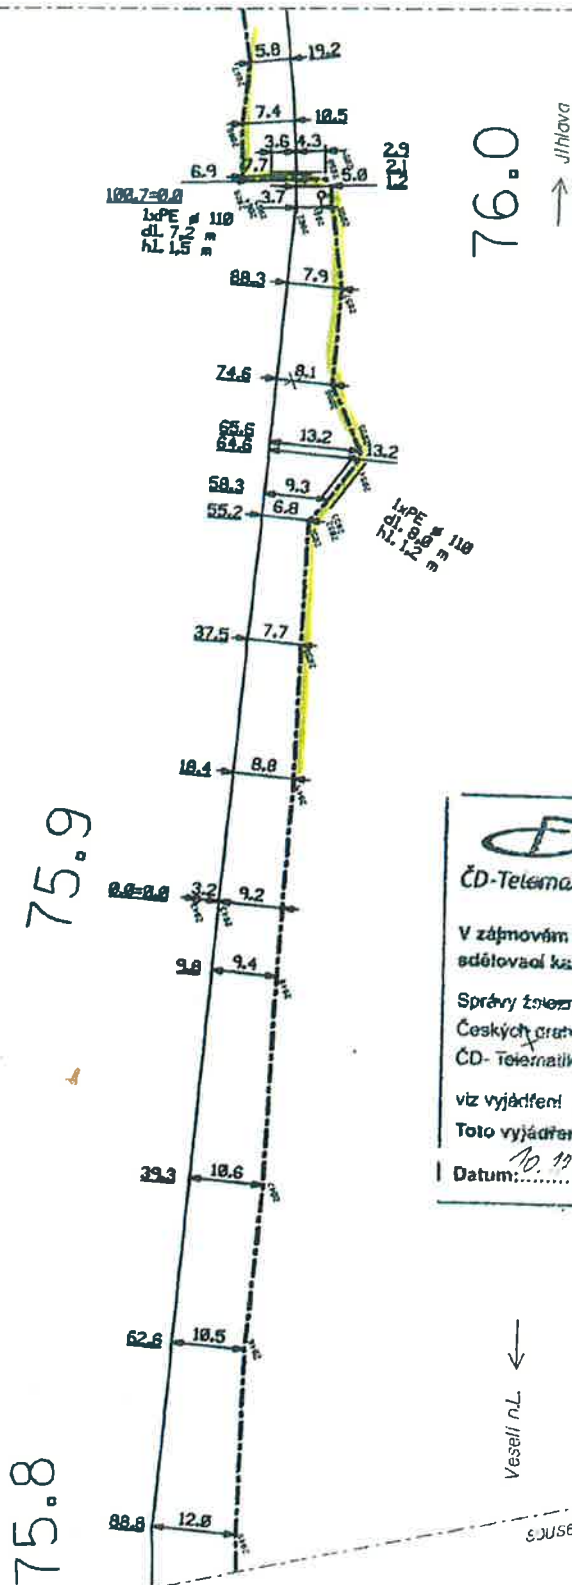 5.8 19.2
7.4 10.5
3.6 4.3
7.7
6.9
2.9
2.1
1.2
5.0
3.7
100.7=0.0
1xPE ø 110
dl. 7,2 m
hl. 1,5 m
76.0
Jihlava
88.3 7.9
74.6 8.1
65.6
64.6
13.2
13.2
58.3 9.3
55.2 6.8
1xPE ø 110
dl. 8,0 m
hl. 1,2 m
37.5 7.7
18.4 8.8
75.9
0.0=0.0 3.2 9.2
9.8 9.4
39.3 10.6
62.6 10.5
75.8
88.8 12.0
ČD-Telema
V zájmovém
sdělovací ka
Správy želez
Českých drah
ČD- Telematik
viz vyjádření
Toto vyjádřen
Datum: 10.
Veselí n.L.
souse